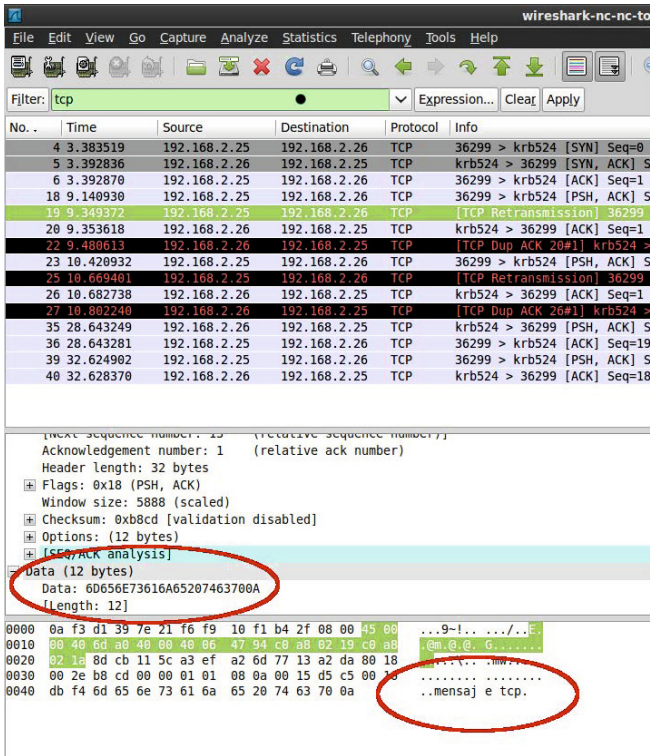 wireshark-nc-nc-to
File Edit View Go Capture Analyze Statistics Telephony Tools Help
Filter: tcp Expression... Clear Apply
No. . Time Source Destination Protocol Info
4 3.383519 192.168.2.25 192.168.2.26 TCP 36299 > krb524 [SYN] Seq=0
5 3.392836 192.168.2.26 192.168.2.25 TCP krb524 > 36299 [SYN, ACK] S
6 3.392870 192.168.2.25 192.168.2.26 TCP 36299 > krb524 [ACK] Seq=1
18 9.140930 192.168.2.25 192.168.2.26 TCP 36299 > krb524 [PSH, ACK] S
19 9.349372 192.168.2.25 192.168.2.26 TCP [TCP Retransmission] 36299
20 9.353618 192.168.2.26 192.168.2.25 TCP krb524 > 36299 [ACK] Seq=1
22 9.480613 192.168.2.26 192.168.2.25 TCP [TCP Dup ACK 20#1] krb524 >
23 10.420932 192.168.2.25 192.168.2.26 TCP 36299 > krb524 [PSH, ACK] S
25 10.669401 192.168.2.25 192.168.2.26 TCP [TCP Retransmission] 36299
26 10.682738 192.168.2.26 192.168.2.25 TCP krb524 > 36299 [ACK] Seq=1
27 10.802240 192.168.2.26 192.168.2.25 TCP [TCP Dup ACK 26#1] krb524 >
35 28.643249 192.168.2.26 192.168.2.25 TCP krb524 > 36299 [PSH, ACK] S
36 28.643281 192.168.2.25 192.168.2.26 TCP 36299 > krb524 [ACK] Seq=19
39 32.624902 192.168.2.25 192.168.2.26 TCP 36299 > krb524 [PSH, ACK] S
40 32.628370 192.168.2.26 192.168.2.25 TCP krb524 > 36299 [ACK] Seq=18
[Next sequence number: 13 (relative sequence number)]
Acknowledgement number: 1 (relative ack number)
Header length: 32 bytes
Flags: 0x18 (PSH, ACK)
Window size: 5888 (scaled)
Checksum: 0xb8cd [validation disabled]
Options: (12 bytes)
[SEQ/ACK analysis]
Data (12 bytes)
Data: 6D656E73616A65207463700A
[Length: 12]
0000 0a f3 d1 39 7e 21 f6 f9 10 f1 b4 2f 08 00 45 00 ...9~!.. .../..E.
0010 00 40 6d a0 40 00 40 06 47 94 c0 a8 02 19 c0 a8 .@m.@.@. G.......
0020 02 1a 8d cb 11 5c a3 ef a2 6d 77 13 a2 da 80 18
0030 00 2e b8 cd 00 00 01 01 08 0a 00 15 d5 c5 00 ........ ........
0040 db f4 6d 65 6e 73 61 6a 65 20 74 63 70 0a ..mensaj e tcp.